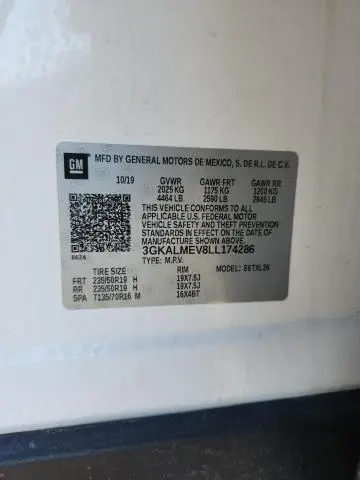 GM MFD BY GENERAL MOTORS DE MEXICO, S. DE R.L. DE C.V.
10/19 GVWR GAWR FRT GAWR RR
2025 KG 1175 KG 1200 KG
4464 LB 2590 LB 2645 LB
THIS VEHICLE CONFORMS TO ALL
APPLICABLE U.S. FEDERAL MOTOR
VEHICLE SAFETY AND THEFT PREVENTION
STANDARDS IN EFFECT ON THE DATE OF
MANUFACTURE SHOWN ABOVE.
3GKALMEV8LL174286
8624 TYPE: M.P.V.
TIRE SIZE RIM MODEL: 86TXL26
FRT 235/50R19 H 19X7.5J
RR 235/50R19 H 19X7.5J
SPA T135/70R16 M 16X4BT